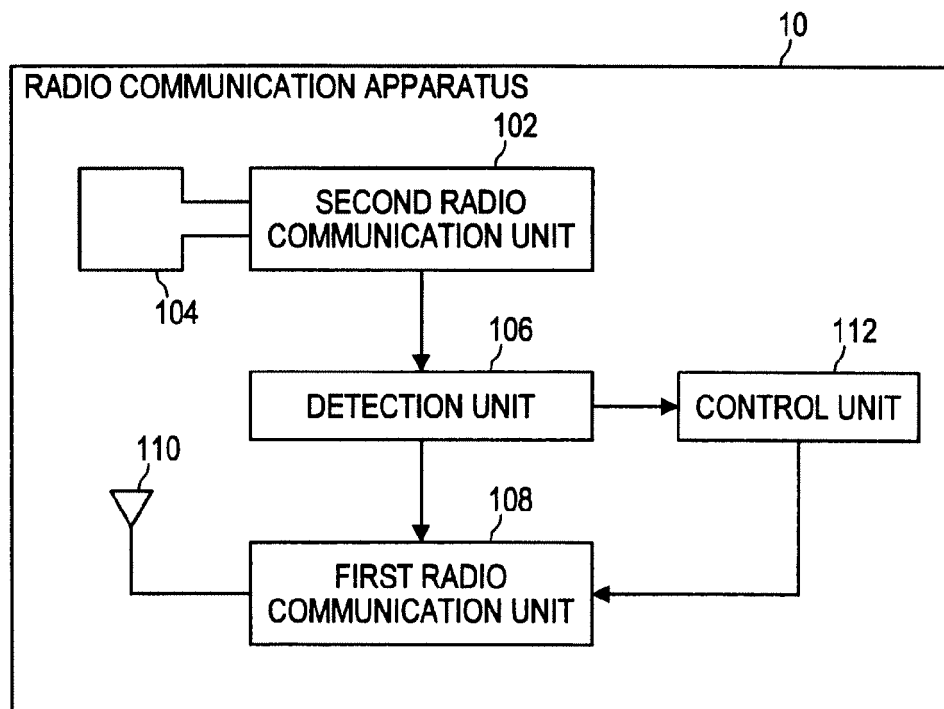 10
RADIO COMMUNICATION APPARATUS
102
SECOND RADIO
COMMUNICATION UNIT
104
106
112
DETECTION UNIT
CONTROL UNIT
110
108
FIRST RADIO
COMMUNICATION UNIT